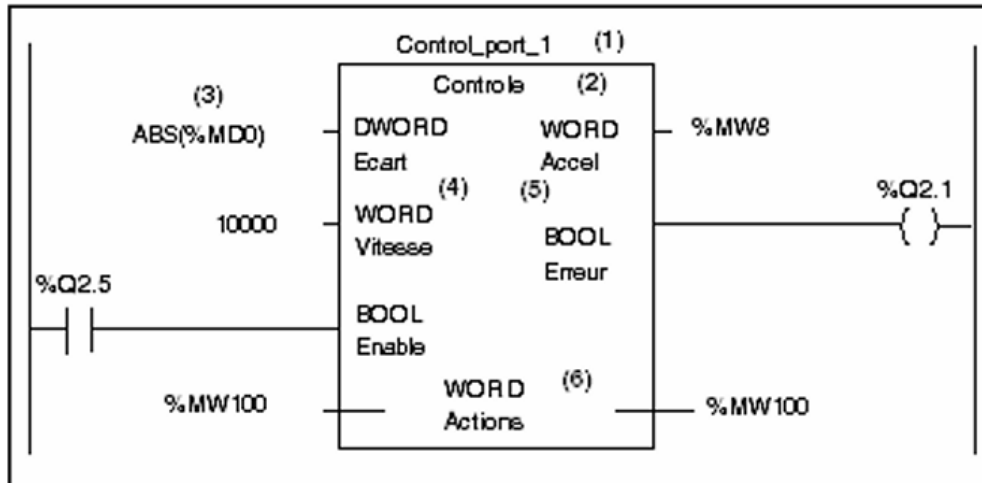 Control_port_1 (1)
Controle (2)
(3)
ABS(%MD0)
DWORD
Ecart
WORD
Accel
%MW8
(4)
(5)
10000
WORD
Vitesse
BOOL
Erreur
%Q2.1
%Q2.5
BOOL
Enable
%MW100
WORD (6)
Actions
%MW100